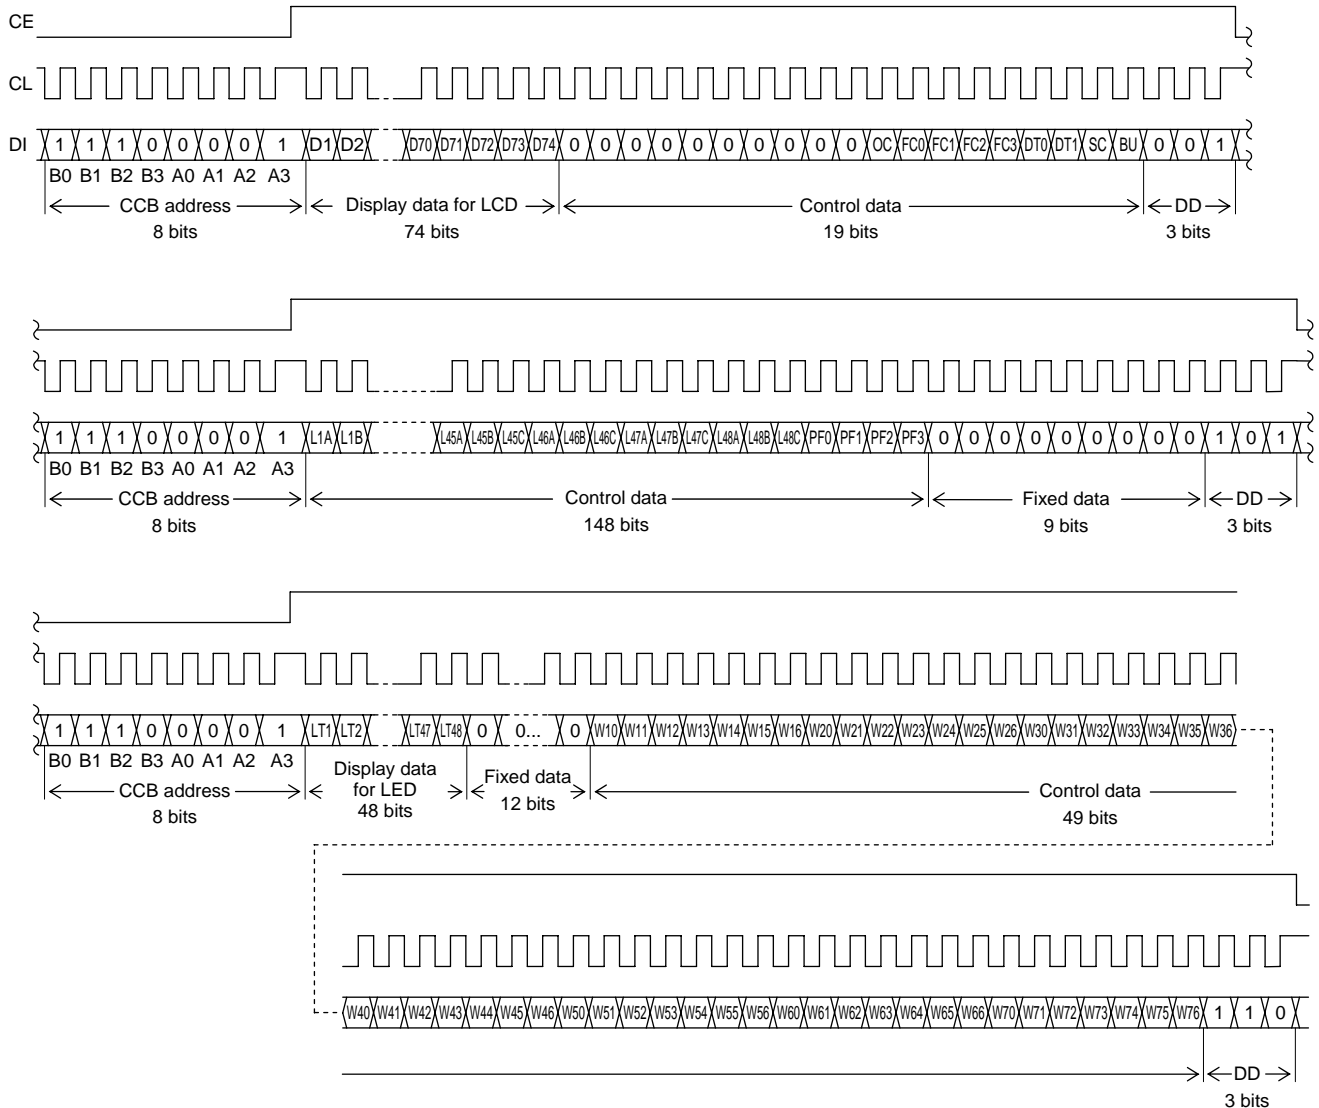 CE
CL
DI 1 1 1 0 0 0 0 1 D1 D2 D70 D71 D72 D73 D74 0 0 0 0 0 0 0 0 0 0 OC FC0 FC1 FC2 FC3 DT0 DT1 SC BU 0 0 1
B0 B1 B2 B3 A0 A1 A2 A3
CCB address Display data for LCD Control data DD
8 bits 74 bits 19 bits 3 bits
1 1 1 0 0 0 0 1 L1A L1B L45A L45B L45C L46A L46B L46C L47A L47B L47C L48A L48B L48C PF0 PF1 PF2 PF3 0 0 0 0 0 0 0 0 0 1 0 1
B0 B1 B2 B3 A0 A1 A2 A3
CCB address Control data Fixed data DD
8 bits 148 bits 9 bits 3 bits
1 1 1 0 0 0 0 1 LT1 LT2 LT47 LT48 0 0... 0 W10 W11 W12 W13 W14 W15 W16 W20 W21 W22 W23 W24 W25 W26 W30 W31 W32 W33 W34 W35 W36
B0 B1 B2 B3 A0 A1 A2 A3
CCB address
8 bits
Display data
for LED
48 bits
Fixed data
12 bits
Control data
49 bits
W40 W41 W42 W43 W44 W45 W46 W50 W51 W52 W53 W54 W55 W56 W60 W61 W62 W63 W64 W65 W66 W70 W71 W72 W73 W74 W75 W76 1 1 0
DD
3 bits